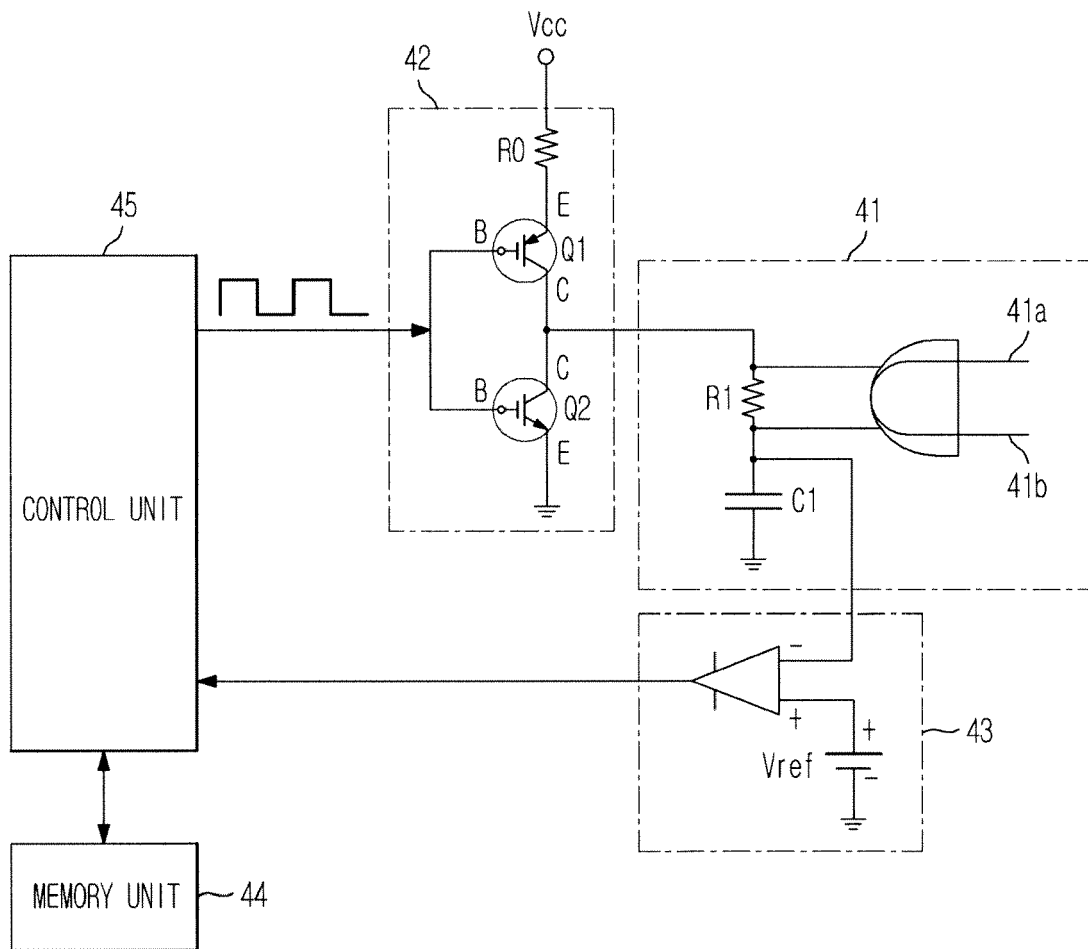 Vcc
42
R0
E
B
Q1
C
45
41
41a
C
B
Q2
R1
E
41b
CONTROL UNIT
C1
-
+
+
43
Vref
-
MEMORY UNIT
44